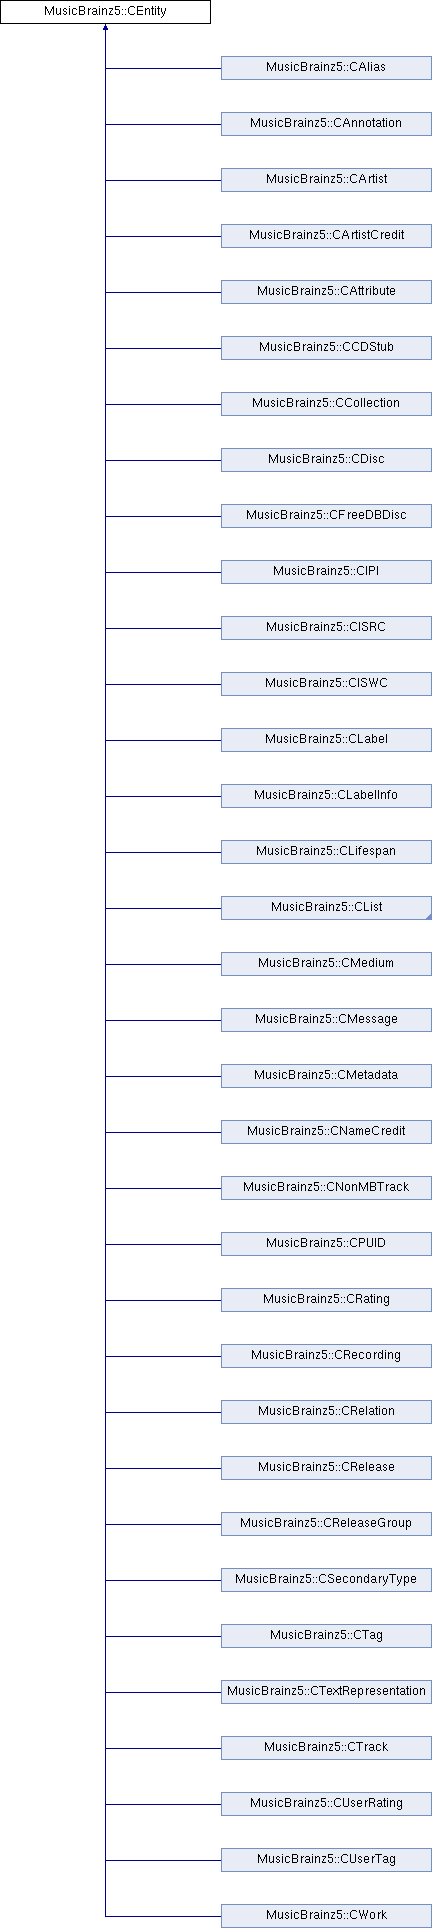 MusicBrainz5::CEntity
MusicBrainz5::CAlias
MusicBrainz5::CAnnotation
MusicBrainz5::CArtist
MusicBrainz5::CArtistCredit
MusicBrainz5::CAttribute
MusicBrainz5::CCDStub
MusicBrainz5::CCollection
MusicBrainz5::CDisc
MusicBrainz5::CFreeDBDisc
MusicBrainz5::CIPI
MusicBrainz5::CISRC
MusicBrainz5::CISWC
MusicBrainz5::CLabel
MusicBrainz5::CLabelInfo
MusicBrainz5::CLifespan
MusicBrainz5::CList
MusicBrainz5::CMedium
MusicBrainz5::CMessage
MusicBrainz5::CMetadata
MusicBrainz5::CNameCredit
MusicBrainz5::CNonMBTrack
MusicBrainz5::CPUID
MusicBrainz5::CRating
MusicBrainz5::CRecording
MusicBrainz5::CRelation
MusicBrainz5::CRelease
MusicBrainz5::CReleaseGroup
MusicBrainz5::CSecondaryType
MusicBrainz5::CTag
MusicBrainz5::CTextRepresentation
MusicBrainz5::CTrack
MusicBrainz5::CUserRating
MusicBrainz5::CUserTag
MusicBrainz5::CWork